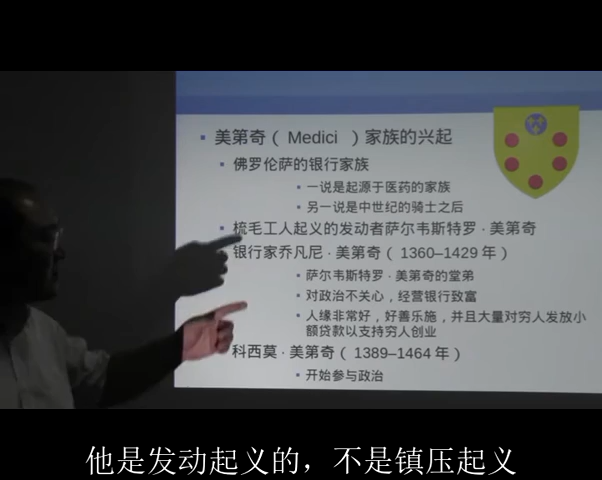 美第奇（ Medici ）家族的兴起
佛罗伦萨的银行家族
一说是起源于医药的家族
另一说是中世纪的骑士之后
梳毛工人起义的发动者萨尔韦斯特罗·美第奇
银行家乔凡尼·美第奇（ 1360–1429 年）
萨尔韦斯特罗·美第奇的堂弟
对政治不关心，经营银行致富
人缘非常好，好善乐施，并且大量对穷人发放小
额贷款以支持穷人创业
科西莫·美第奇（ 1389–1464 年）
开始参与政治
他是发动起义的，不是镇压起义